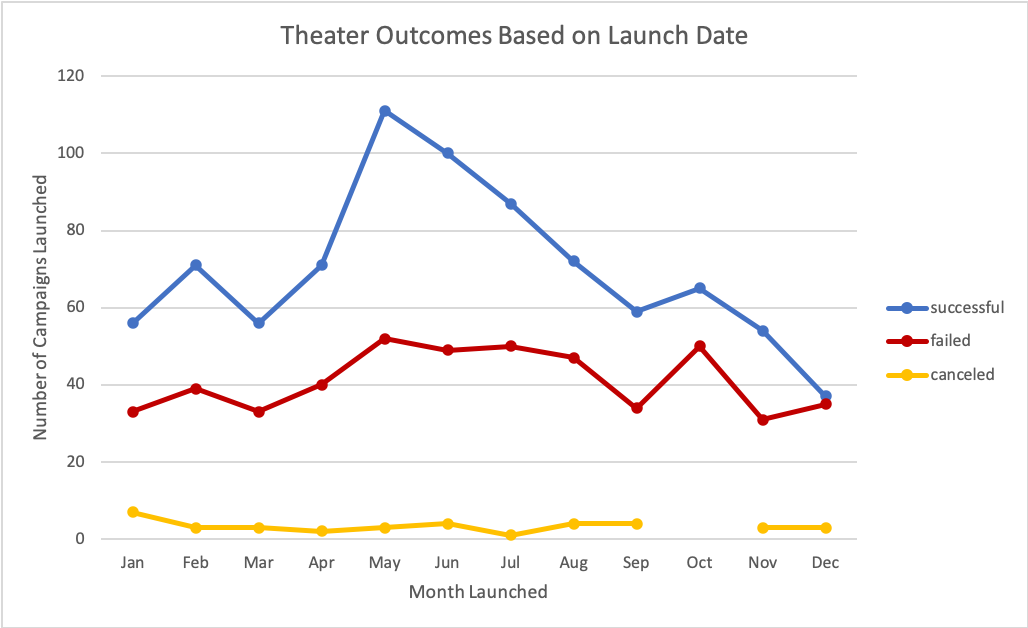 Theater Outcomes Based on Launch Date
120
100
80
60
40
20
0
Number of Campaigns Launched
Jan Feb Mar Apr May Jun Jul Aug Sep Oct Nov Dec
Month Launched
successful
failed
canceled